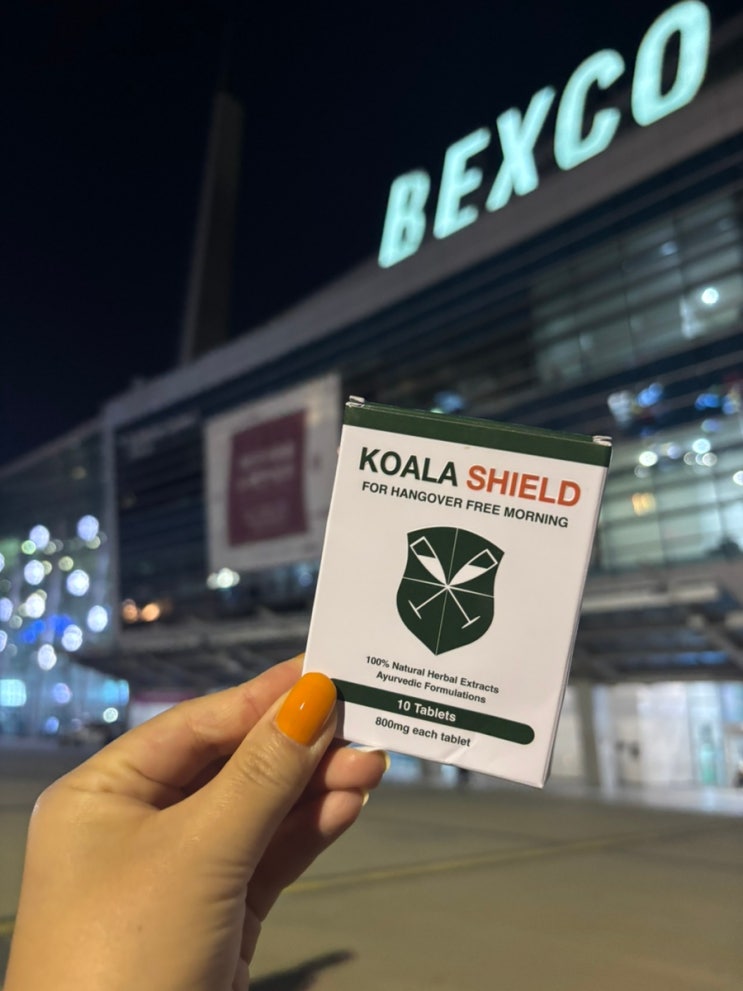 BEXCO
KOALA SHIELD
FOR HANGOVER FREE MORNING
100% Natural Herbal Extracts
Ayurvedic Formulations
10 Tablets
800mg each tablet